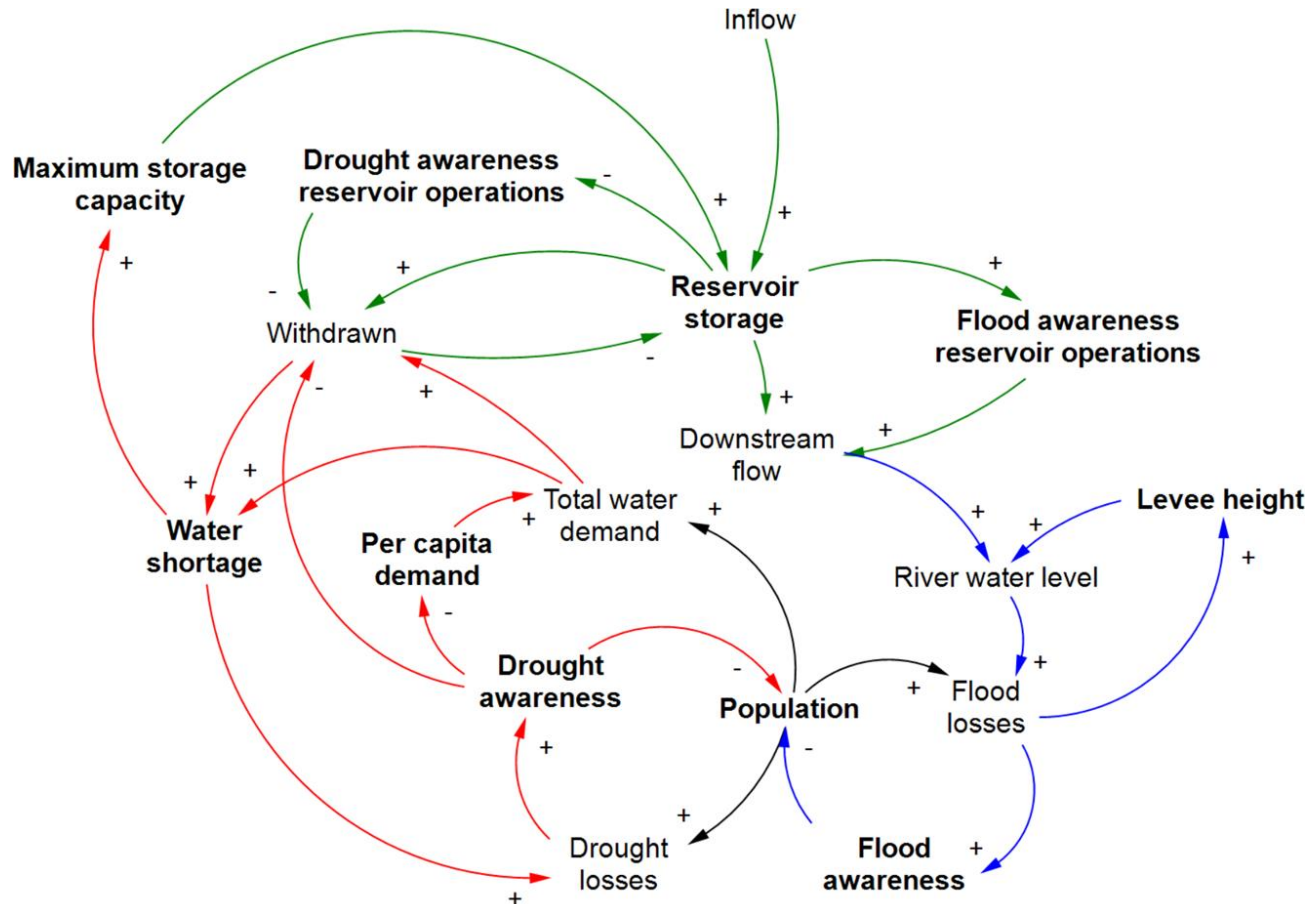 Inflow
Maximum storage
capacity
Drought awareness
reservoir operations
-
+
+
+
+
+
-
Reservoir
storage
Withdrawn
-
Flood awareness
reservoir operations
-
+
+
+
Downstream
flow
+
+
Water
shortage
Per capita
demand
+
Total water
demand
+
+
+
Levee height
+
River water level
-
Drought
awareness
-
Population
+
+
Flood
losses
+
-
+
Drought
losses
+
Flood
awareness
+